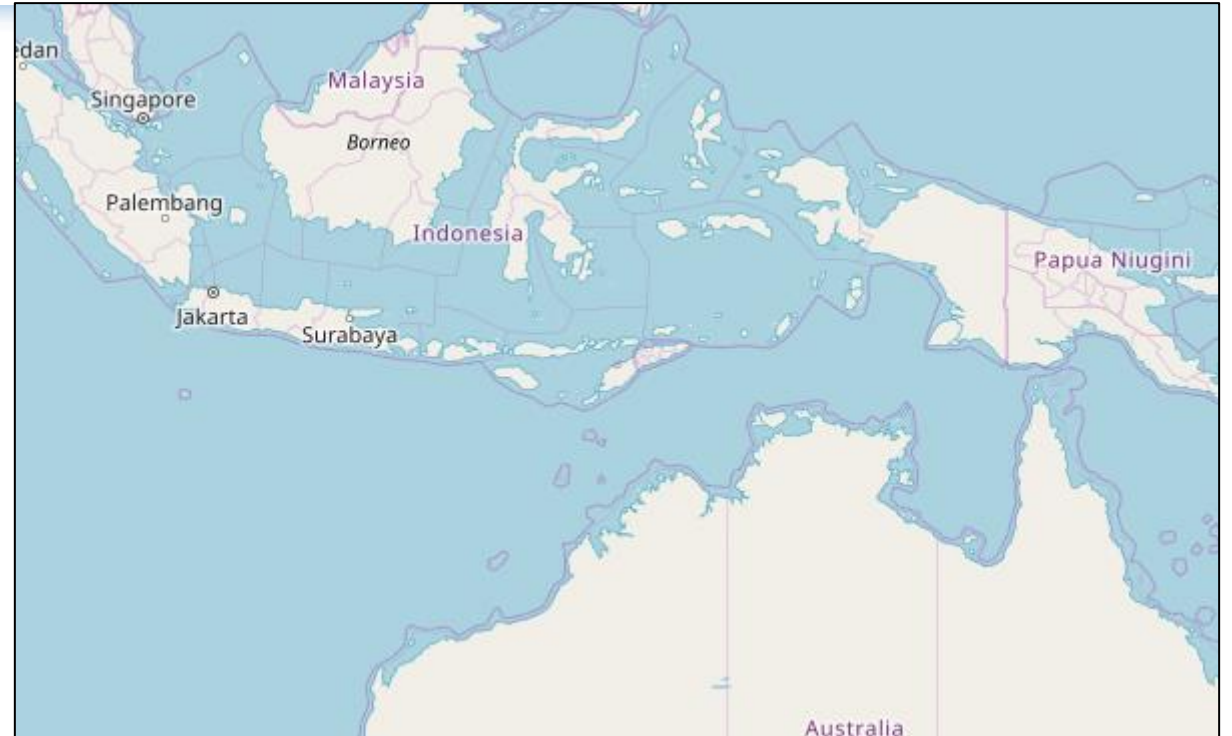 edan
Malaysia
Singapore
Borneo
Palembang
Indonesia
Papua Niugini
Jakarta
Surabaya
Australia